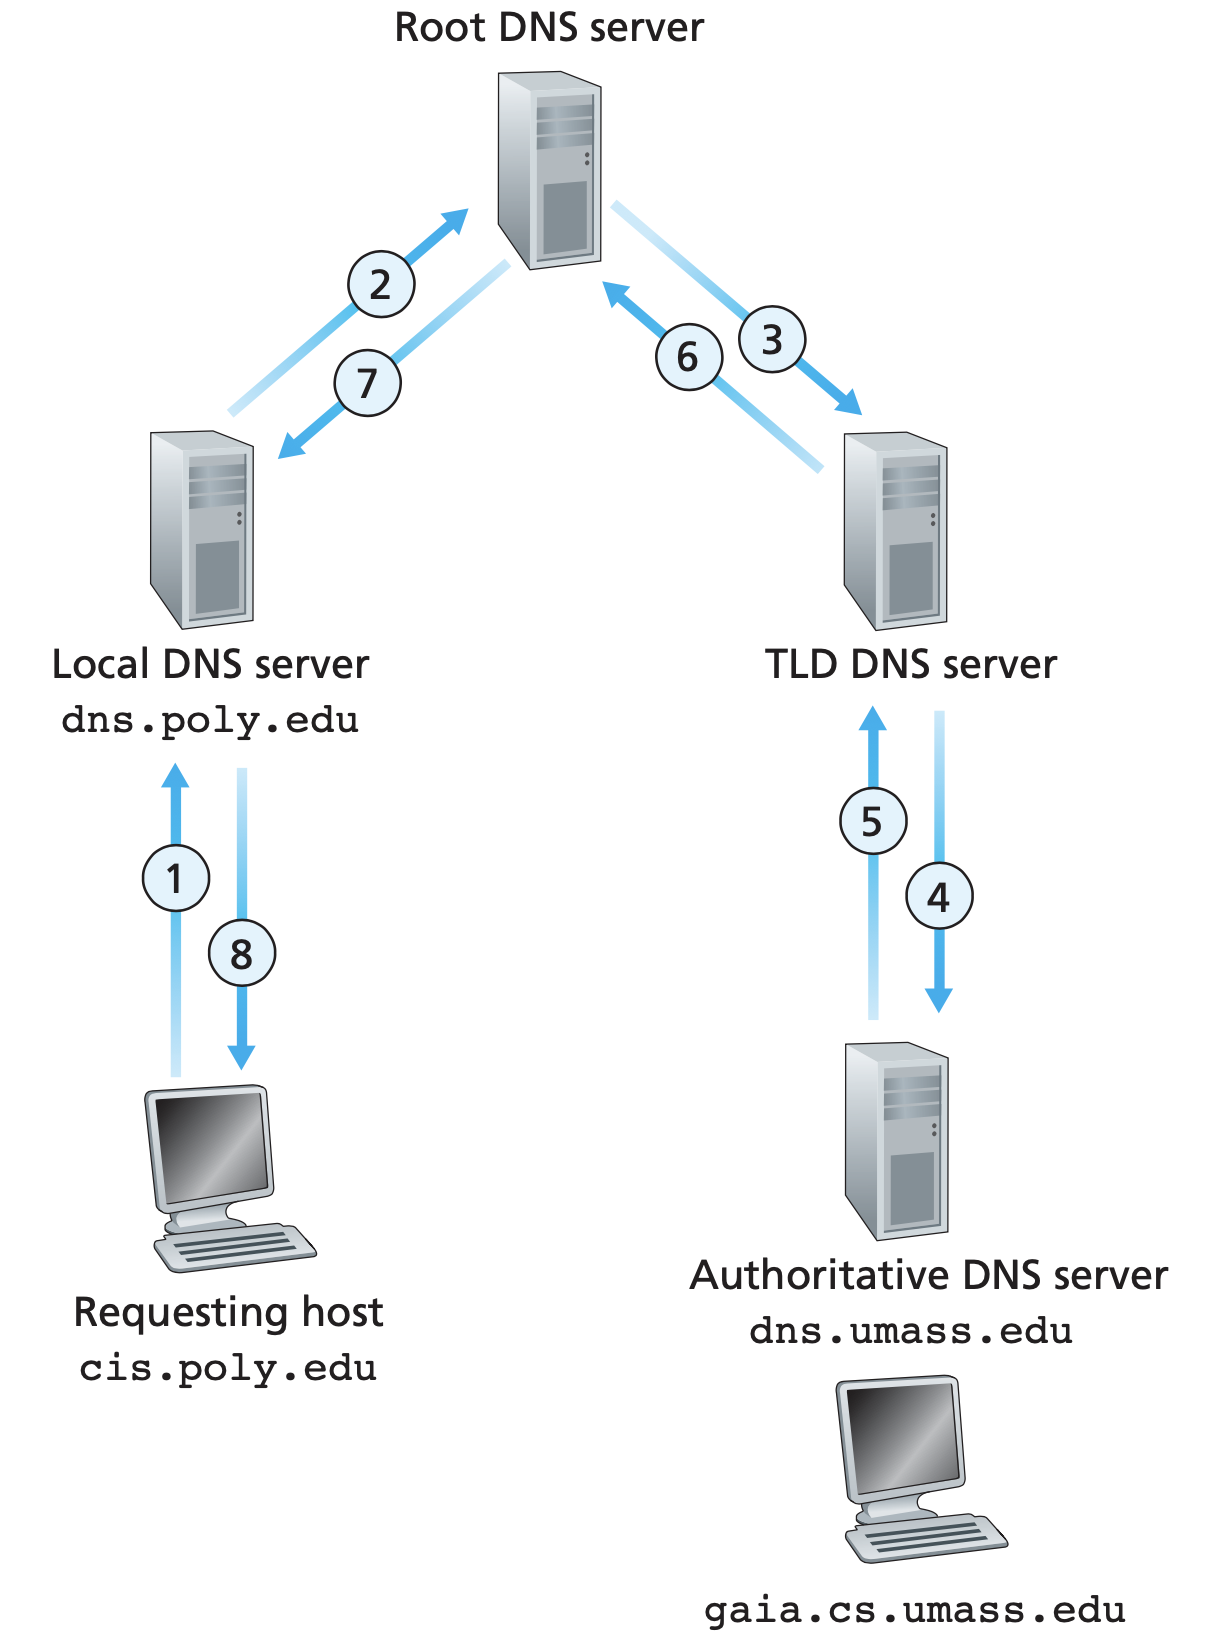 Root DNS server
2
7
3
6
Local DNS server
dns.poly.edu
TLD DNS server
1
8
5
4
Requesting host
cis.poly.edu
Authoritative DNS server
dns.umass.edu
gaia.cs.umass.edu